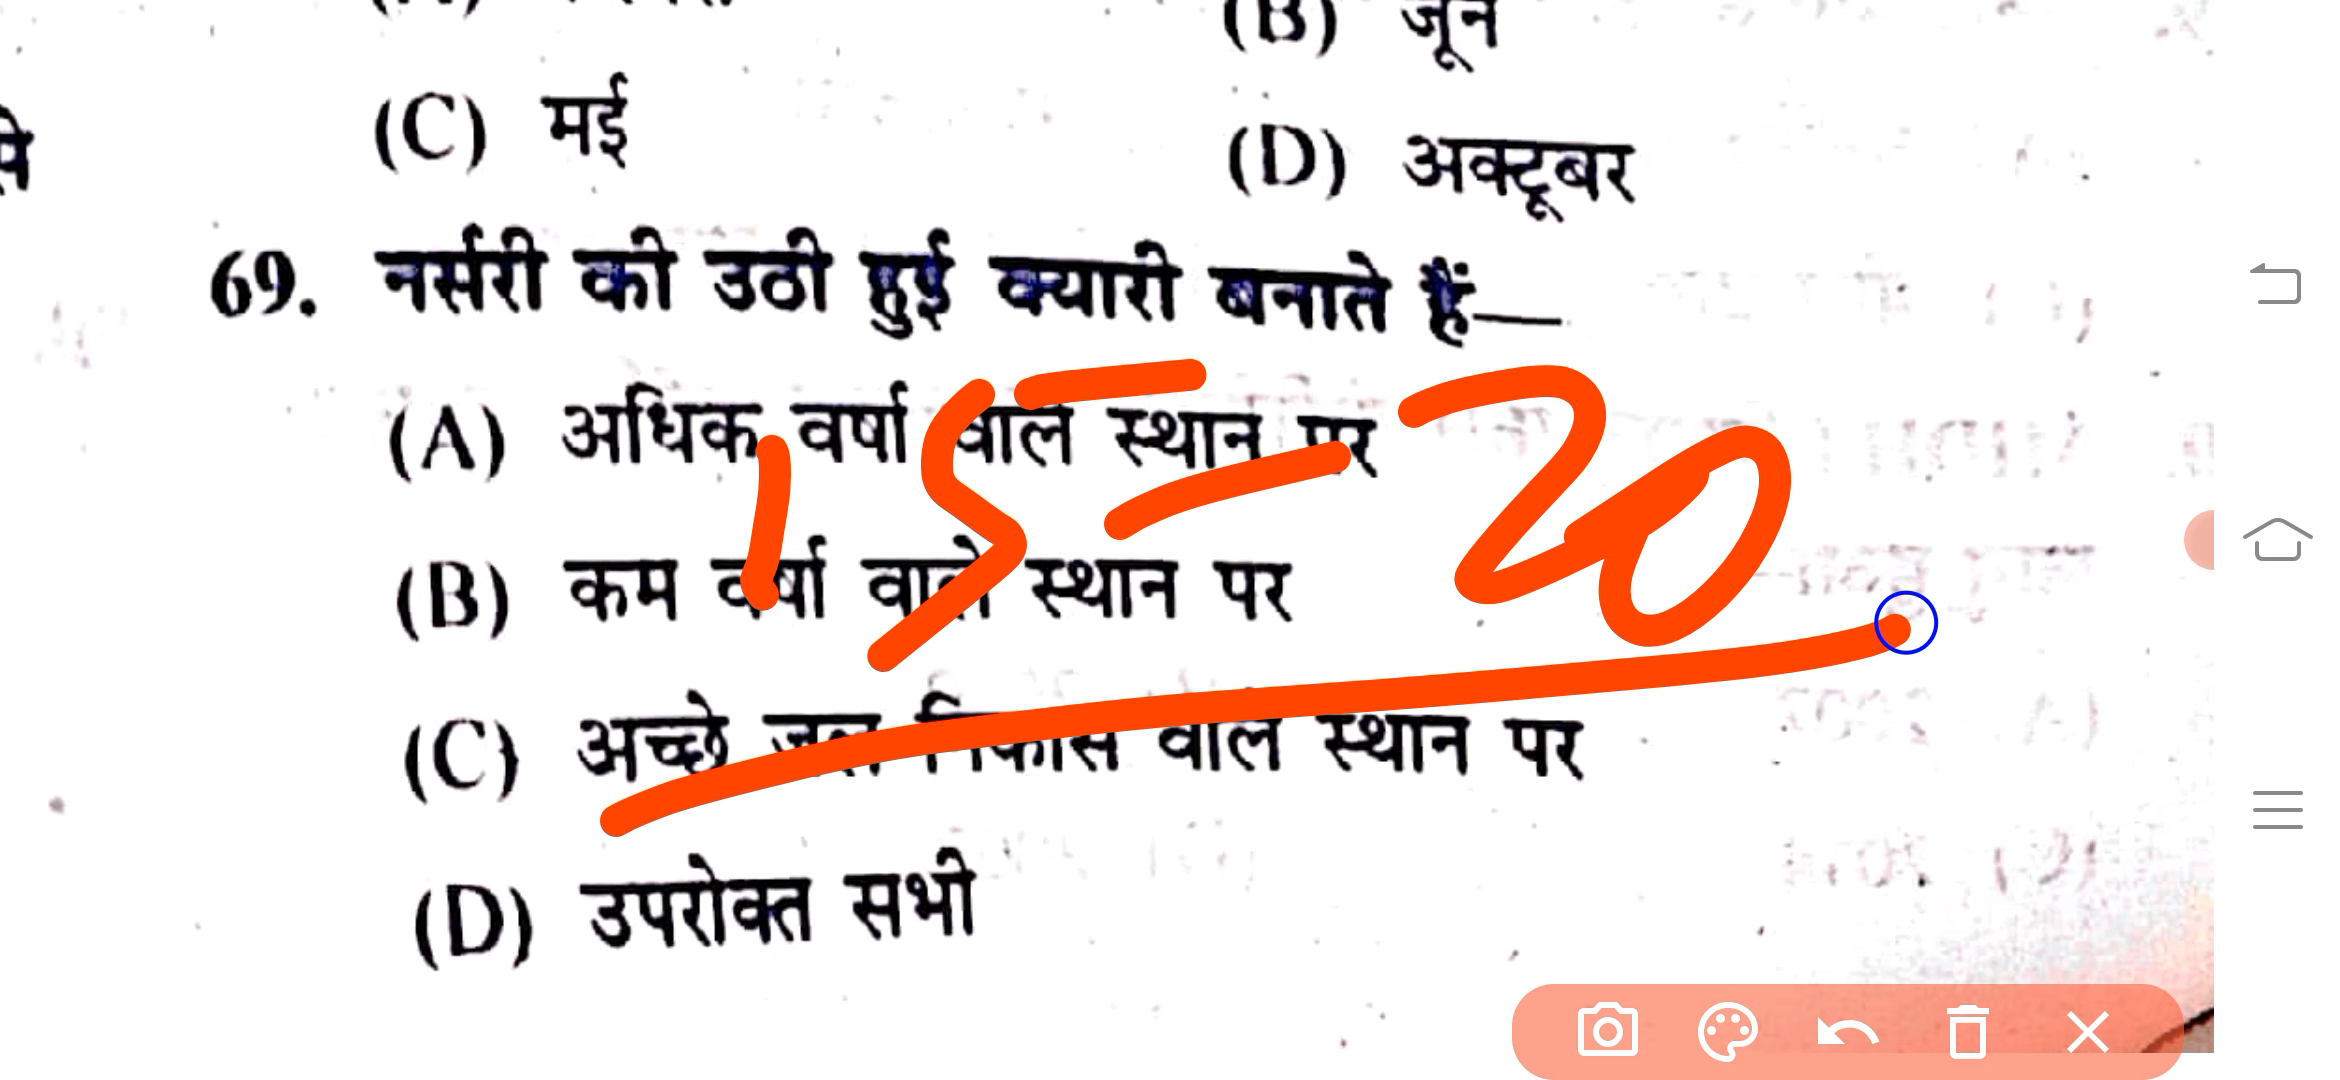 (B) जून
(C) मई
(D) अक्टूबर
69. नर्सरी की उठी हुई क्यारी बनाते हैं—
(A) अधिक वर्षा वाले स्थान पर
15 - 20
(B) कम वर्षा वाले स्थान पर
(C) अच्छे जल निकास वाले स्थान पर
(D) उपरोक्त सभी